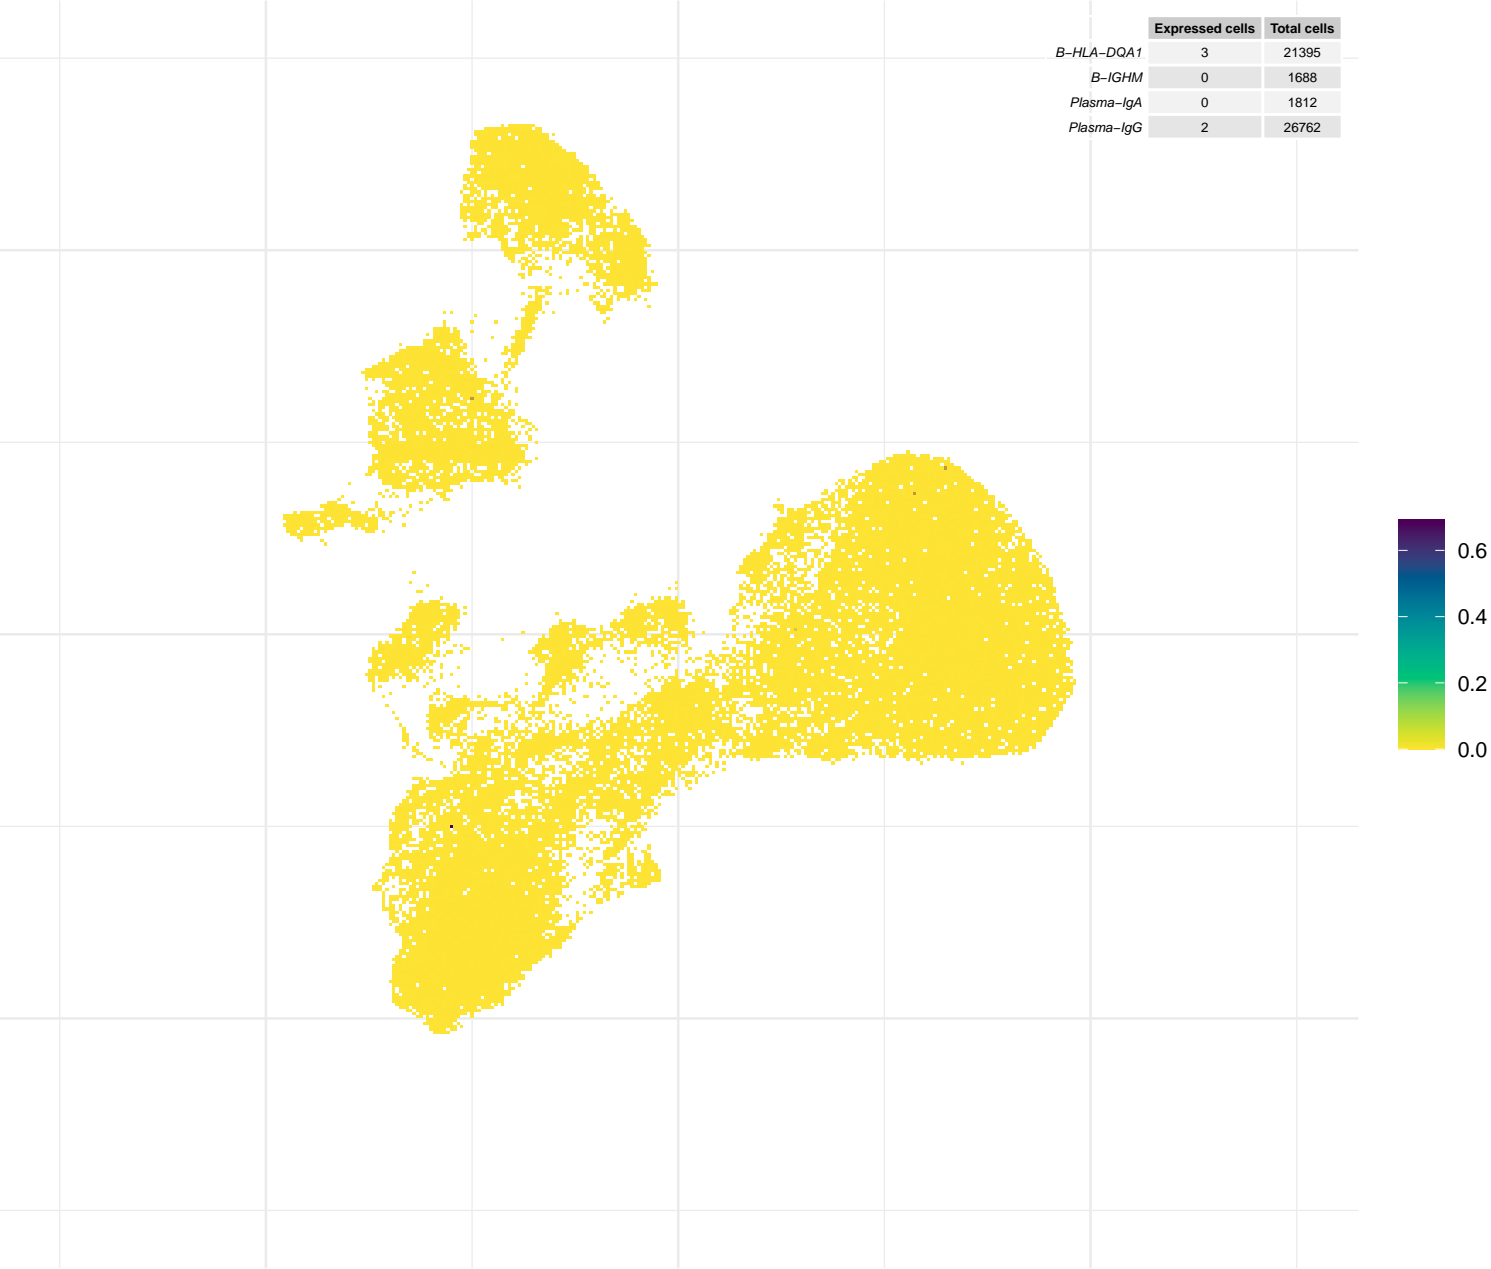 Expressed cells Total cells
B−HLA−DQA1 3 21395
B−IGHM 0 1688
Plasma−IgA 0 1812
Plasma−IgG 2 26762
0.6
0.4
0.2
0.0